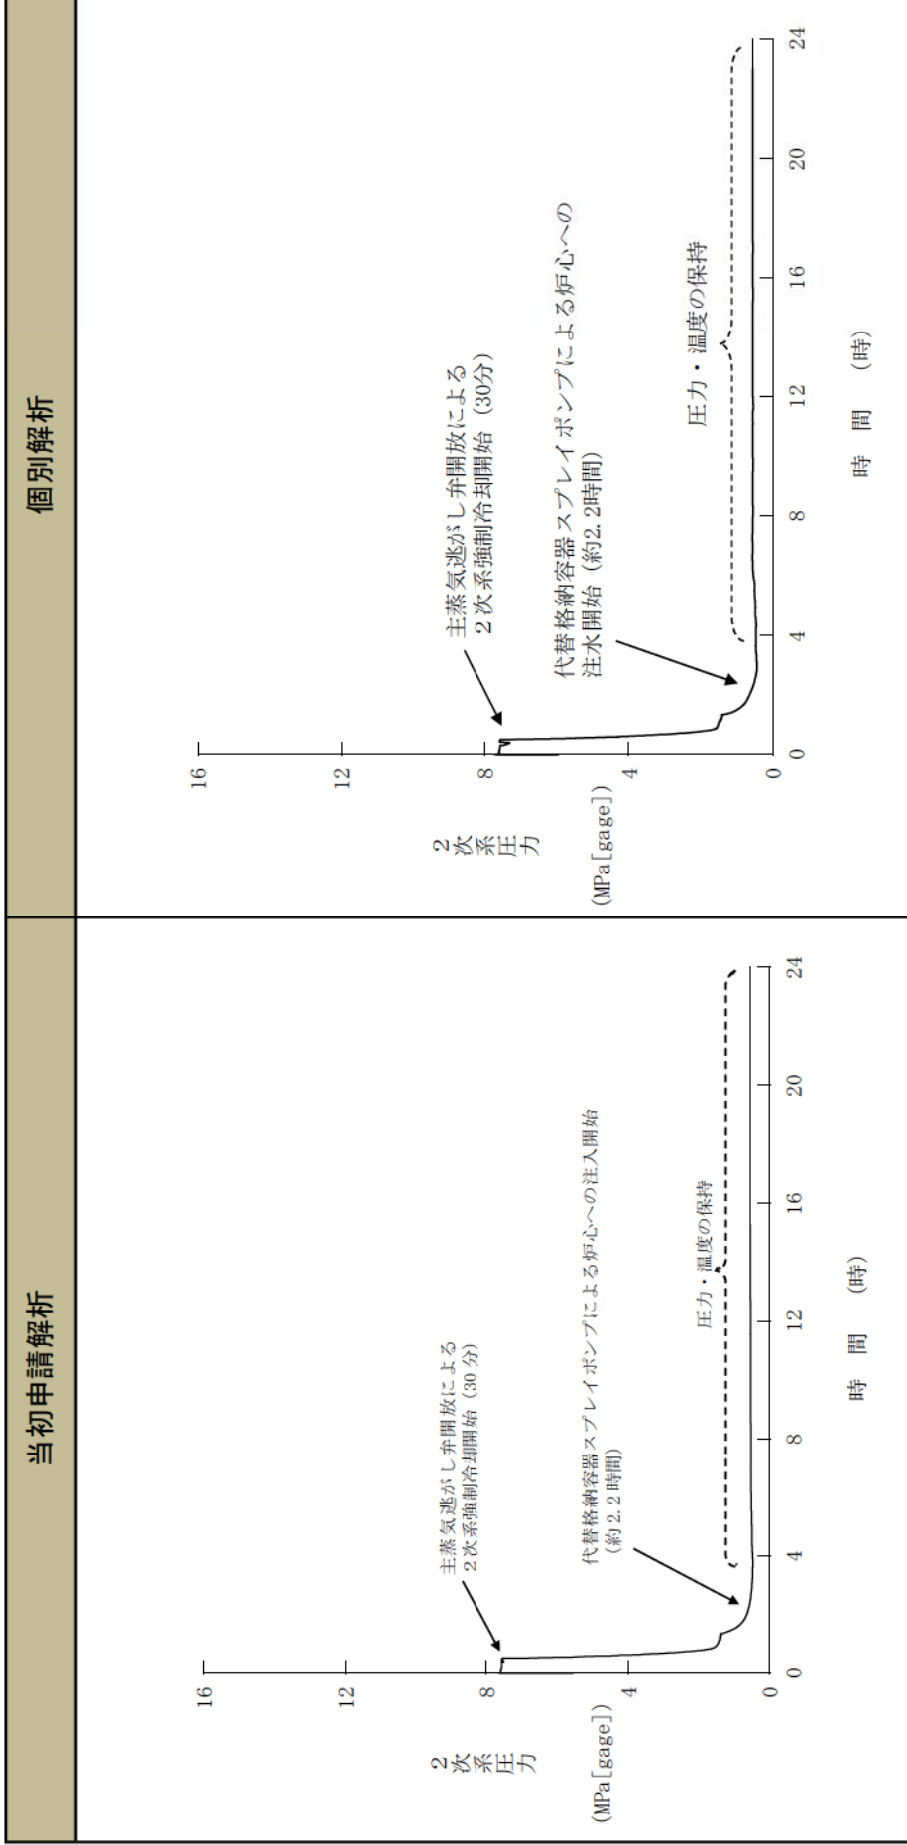 当初申請解析
2次系圧力
(MPa[gage])
16
12
8
4
0
主蒸気逃がし弁開放による
2次系強制冷却開始(30分)
代替格納容器スプレイポンプによる炉心への注入開始
(約2.2時間)
圧力・温度の保持
0
4
8
12
16
20
24
時間 (時)
個別解析
2次系圧力
(MPa[gage])
16
12
8
4
0
主蒸気逃がし弁開放による
2次系強制冷却開始(30分)
代替格納容器スプレイポンプによる炉心への
注水開始(約2.2時間)
圧力・温度の保持
0
4
8
12
16
20
24
時間 (時)